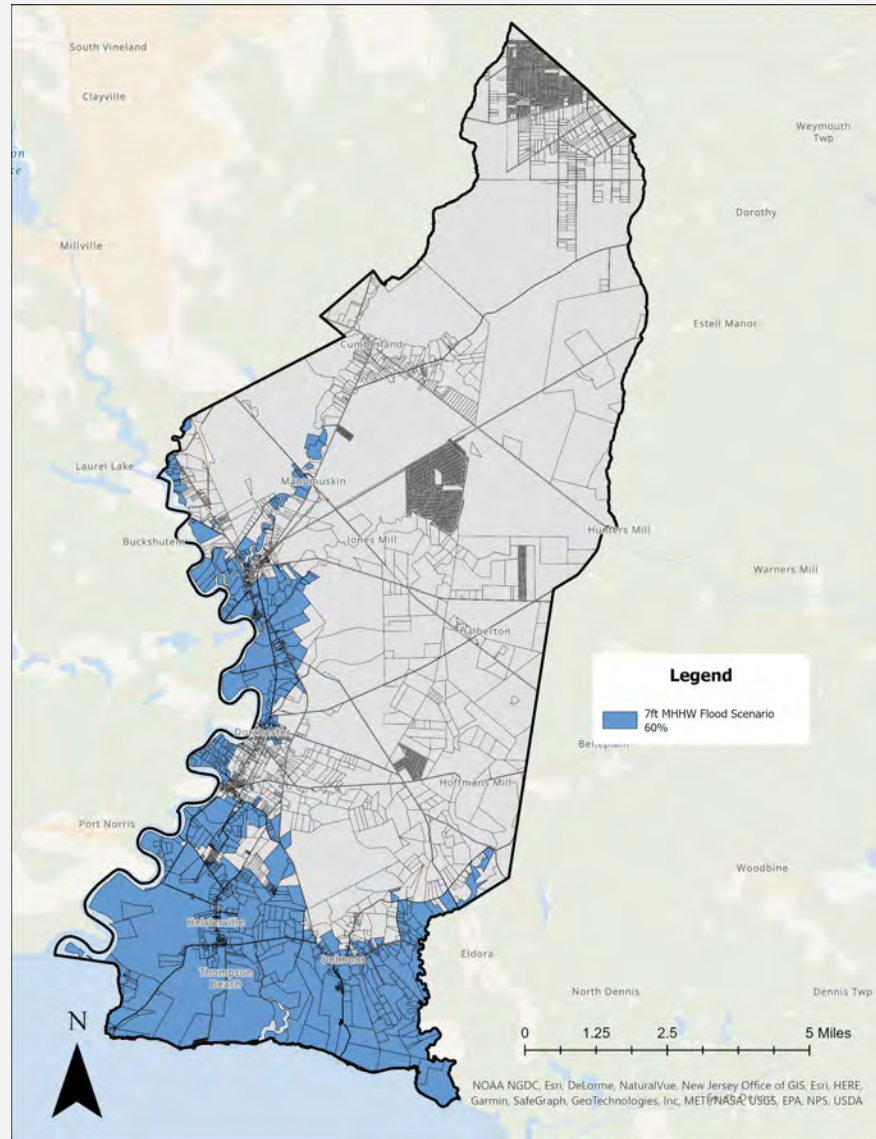 South Vineland
Clayville
Weymouth
Twp
Dorothy
Millville
Estell Manor
Cumberland
Laurel Lake
Manumuskin
Buckshutem
Jones Mill
Hunters Mill
Warners Mill
Halberton
Legend
7ft MHHW Flood Scenario
60%
Belleplain
Dorchester
Hoffmans Mill
Port Norris
Woodbine
Heislerville
Delmont
Eldora
Thompson
Beach
North Dennis
Dennis Twp
N
0 1.25 2.5 5 Miles
NOAA NGDC, Esri, DeLorme, NaturalVue, New Jersey Office of GIS, Esri, HERE,
Garmin, SafeGraph, GeoTechnologies, Inc, METI/NASA, USGS, EPA, NPS, USDA